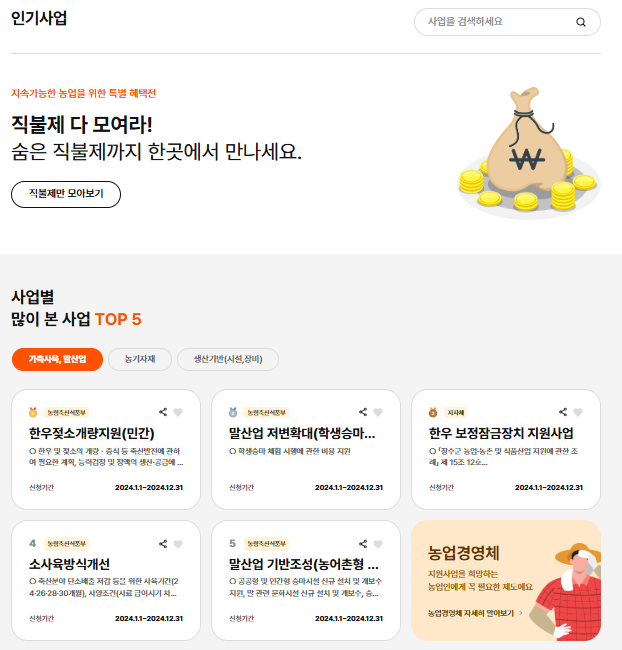 인기사업
사업을 검색하세요
지속가능한 농업을 위한 특별 혜택전
직불제 다 모여라!
숨은 직불제까지 한곳에서 만나세요.
직불제만 모아보기
₩
사업별
많이 본 사업 TOP 5
가축사육, 말산업
농기자재
생산기반(시설,장비)
농림축산식품부
한우젖소개량지원(민간)
○ 한우 및 젖소의 개량·증식 등 축산발전에 관하
여 필요한 계획, 능력검정 및 정액의 생산·공급에 ...
신청기간 2024.1.1~2024.12.31
농림축산식품부
말산업 저변확대(학생승마...
○ 학생승마 체험 시행에 관한 비용 지원
신청기간 2024.1.1~2024.12.31
지자체
한우 보정잠금장치 지원사업
○ 「장수군 농업·농촌 및 식품산업 지원에 관한 조
례」 제 15조 12호...
신청기간 2024.1.1~2024.12.31
4 농림축산식품부
소사육방식개선
○ 축산분야 탄소배출 저감 등을 위한 사육기간(2
4·26·28·30개월), 사양조건(사료 급이시기 차...
신청기간 2024.1.1~2024.12.31
5 농림축산식품부
말산업 기반조성(농어촌형 ...
○ 공공형 및 민간형 승마시설 신규 설치 및 개보수
지원, 말 관련 문화시설 신규 설치 및 개보수, 승...
신청기간 2024.1.1~2024.12.31
농업경영체
지원사업을 희망하는
농업인에게 꼭 필요한 제도에요
농업경영체 자세히 알아보기 >